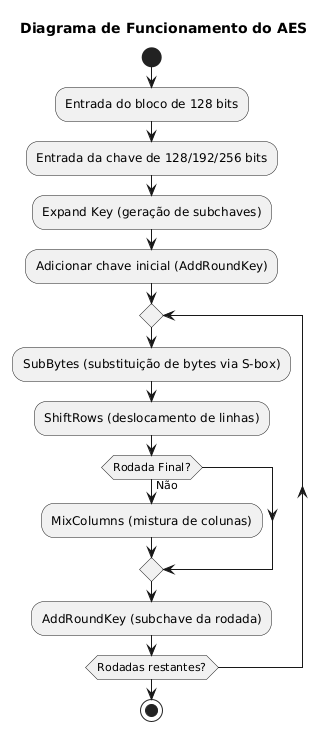 Diagrama de Funcionamento do AES
Entrada do bloco de 128 bits
Entrada da chave de 128/192/256 bits
Expand Key (geração de subchaves)
Adicionar chave inicial (AddRoundKey)
SubBytes (substituição de bytes via S-box)
ShiftRows (deslocamento de linhas)
Rodada Final?
Não
MixColumns (mistura de colunas)
AddRoundKey (subchave da rodada)
Rodadas restantes?